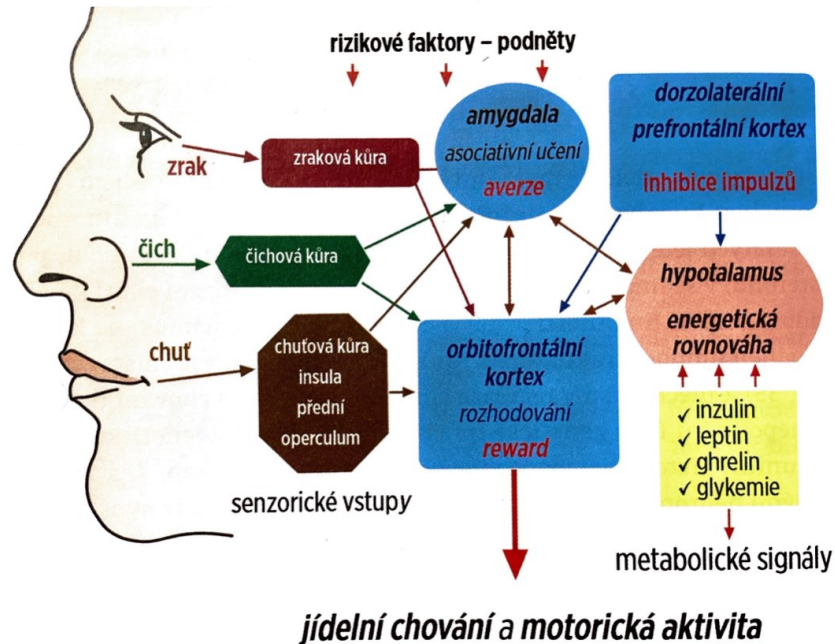 rizikové faktory – podněty
zrak
zraková kůra
amygdala
asociativní učení
averze
dorzolaterální
prefrontální kortex
inhibice impulzů
čich
čichová kůra
hypotalamus
energetická
rovnováha
chuť
chuťová kůra
insula
přední
operculum
orbitofrontální
kortex
rozhodování
reward
✓ inzulin
✓ leptin
✓ ghrelin
✓ glykemie
senzorické vstupy
metabolické signály
jídelní chování a motorická aktivita